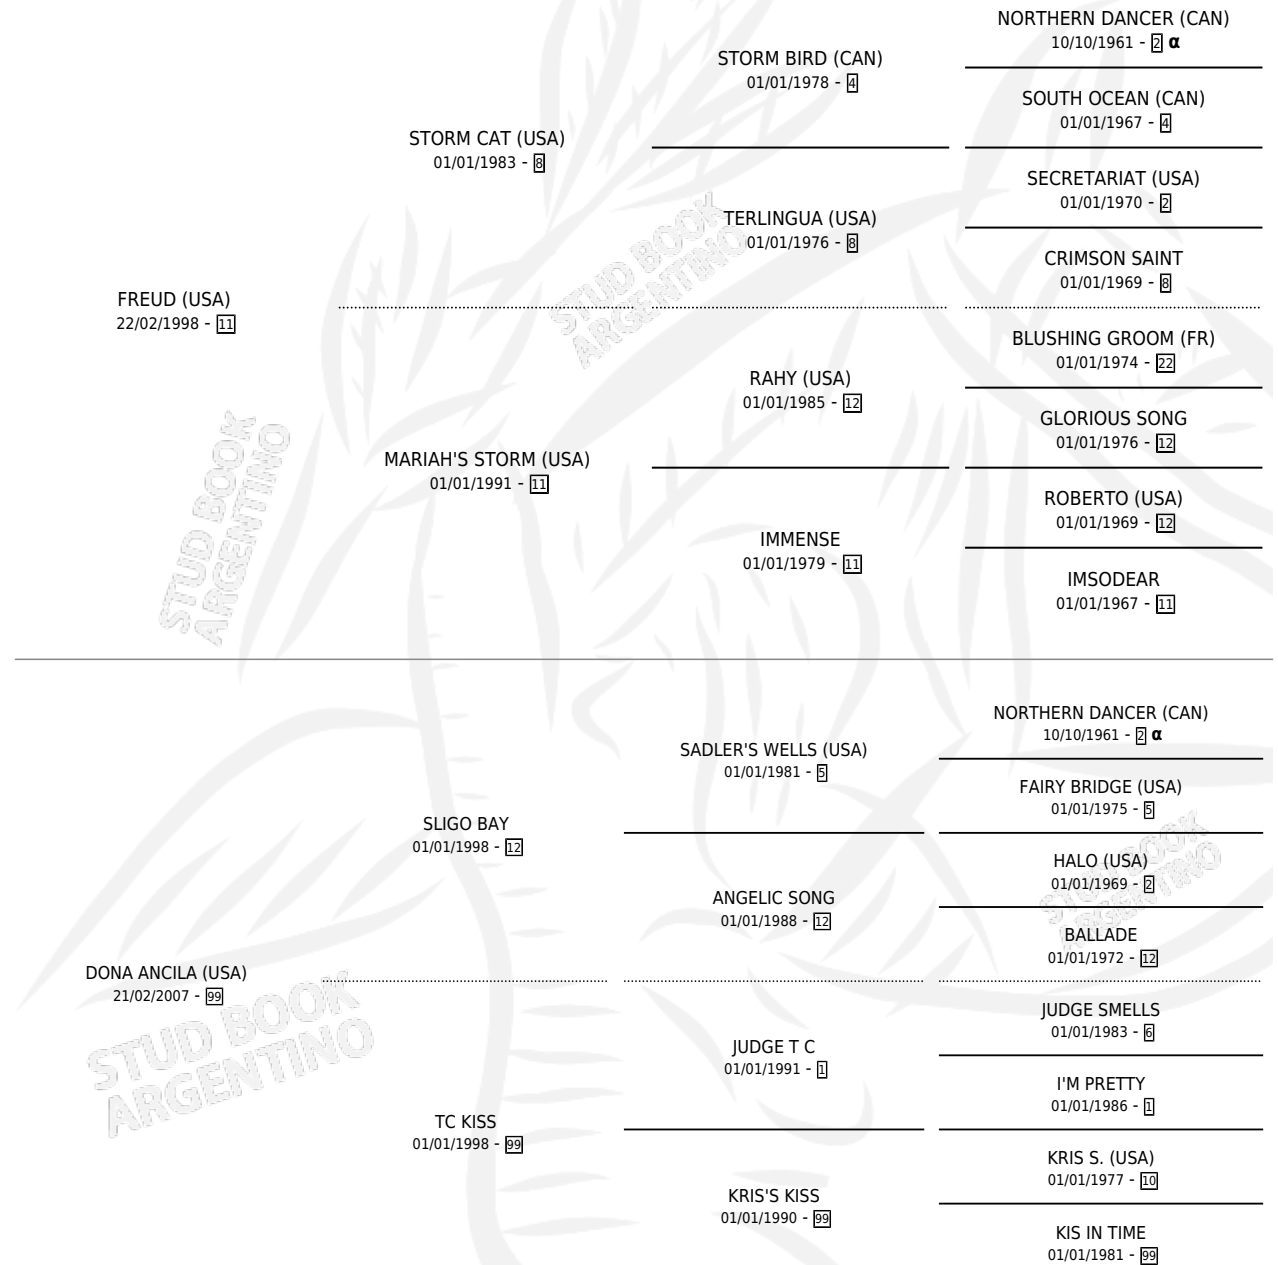 NORTHERN DANCER (CAN)
10/10/1961 - 2 α
STORM BIRD (CAN)
01/01/1978 - 4
SOUTH OCEAN (CAN)
01/01/1967 - 4
STORM CAT (USA)
01/01/1983 - 8
SECRETARIAT (USA)
01/01/1970 - 2
TERLINGUA (USA)
01/01/1976 - 8
CRIMSON SAINT
01/01/1969 - 8
FREUD (USA)
22/02/1998 - 11
BLUSHING GROOM (FR)
01/01/1974 - 22
RAHY (USA)
01/01/1985 - 12
GLORIOUS SONG
01/01/1976 - 12
MARIAH'S STORM (USA)
01/01/1991 - 11
ROBERTO (USA)
01/01/1969 - 12
IMMENSE
01/01/1979 - 11
IMSODEAR
01/01/1967 - 11
NORTHERN DANCER (CAN)
10/10/1961 - 2 α
SADLER'S WELLS (USA)
01/01/1981 - 5
FAIRY BRIDGE (USA)
01/01/1975 - 5
SLIGO BAY
01/01/1998 - 12
HALO (USA)
01/01/1969 - 2
ANGELIC SONG
01/01/1988 - 12
BALLADE
01/01/1972 - 12
DONA ANCILA (USA)
21/02/2007 - 99
JUDGE SMELLS
01/01/1983 - 6
JUDGE T C
01/01/1991 - 1
I'M PRETTY
01/01/1986 - 1
TC KISS
01/01/1998 - 99
KRIS S. (USA)
01/01/1977 - 10
KRIS'S KISS
01/01/1990 - 99
KIS IN TIME
01/01/1981 - 99
STUD BOOK
ARGENTINO
STUD BOOK
ARGENTINO
STUD BOOK
ARGENTINO
STUD BOOK
ARGENTINO